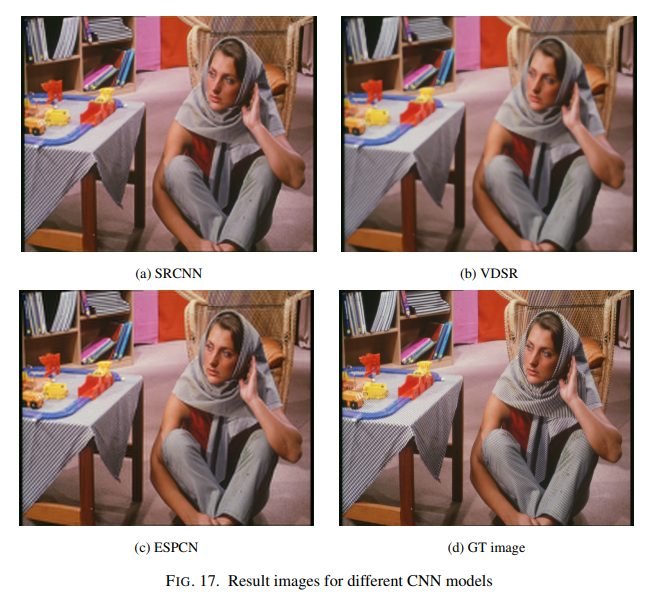 (a) SRCNN
(b) VDSR
(c) ESPCN
(d) GT image
FIG. 17. Result images for different CNN models